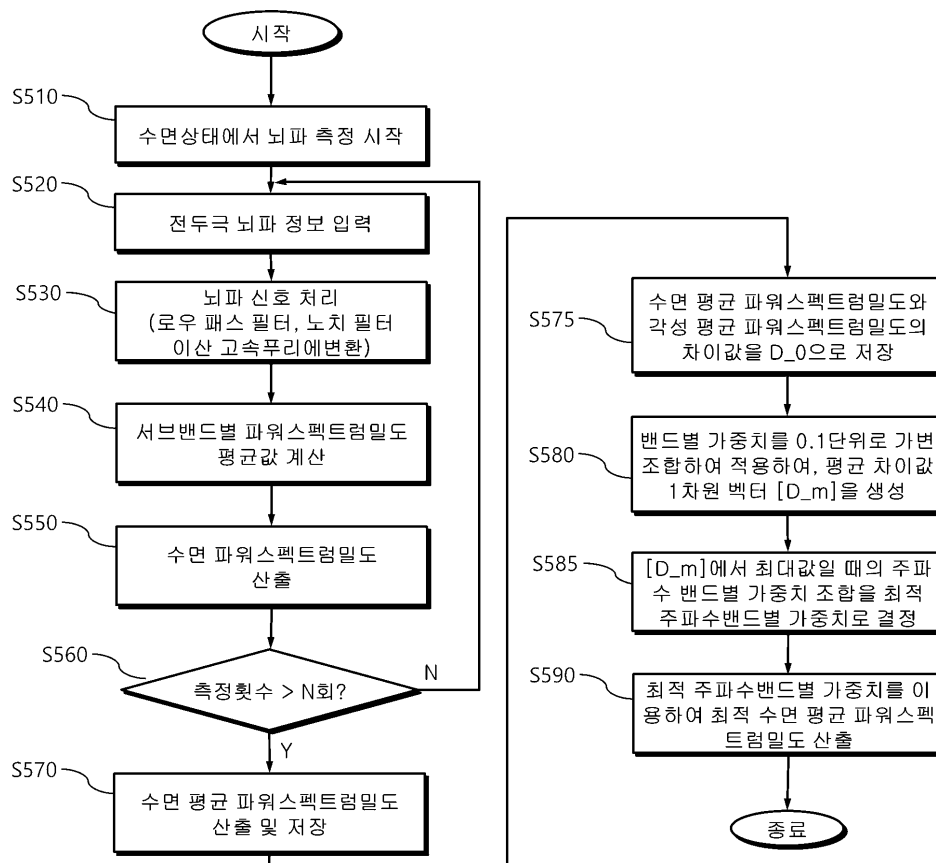 시작
S510
수면상태에서 뇌파 측정 시작
S520
전두극 뇌파 정보 입력
S530
뇌파 신호 처리
(로우 패스 필터, 노치 필터
이산 고속푸리에변환)
S540
서브밴드별 파워스펙트럼밀도
평균값 계산
S550
수면 파워스펙트럼밀도
산출
S560
측정횟수 > N회?
N
Y
S570
수면 평균 파워스펙트럼밀도
산출 및 저장
S575
수면 평균 파워스펙트럼밀도와
각성 평균 파워스펙트럼밀도의
차이값을 D_0으로 저장
S580
밴드별 가중치를 0.1단위로 가변
조합하여 적용하여, 평균 차이값
1차원 벡터 [D_m]을 생성
S585
[D_m]에서 최대값일 때의 주파
수 밴드별 가중치 조합을 최적
주파수밴드별 가중치로 결정
S590
최적 주파수밴드별 가중치를 이
용하여 최적 수면 평균 파워스펙
트럼밀도 산출
종료